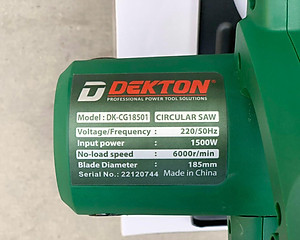 DEKTON
PROFESSIONAL POWER TOOL SOLUTIONS
Model: DK-CG18501 CIRCULAR SAW
Voltage/Frequency : 220/50Hz
Input power : 1500W
No-load speed : 6000r/min
Blade Diameter : 185mm
Serial No.: 22120744 Made in China